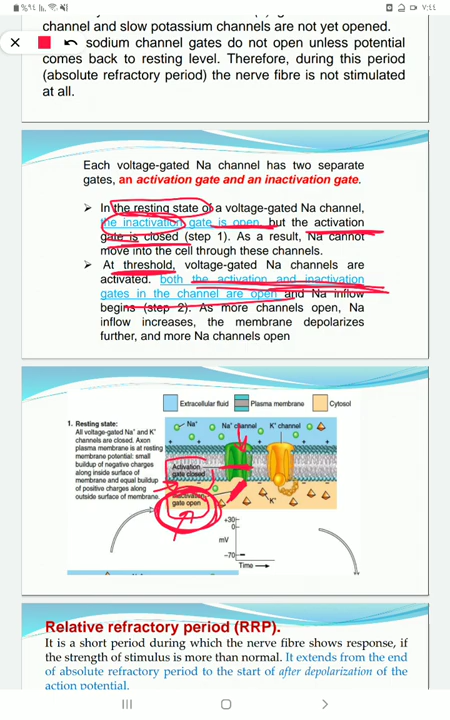 %٩٤
٧:٤٤
channel and slow potassium channels are not yet opened.
sodium channel gates do not open unless potential
comes back to resting level. Therefore, during this period
(absolute refractory period) the nerve fibre is not stimulated
at all.
Each voltage-gated Na channel has two separate
gates, an activation gate and an inactivation gate.
➢ In the resting state of a voltage-gated Na channel,
the inactivation gate is open, but the activation
gate is closed (step 1). As a result, Na cannot
move into the cell through these channels.
➢ At threshold, voltage-gated Na channels are
activated. both the activation and inactivation
gates in the channel are open and Na inflow
begins (step 2). As more channels open, Na
inflow increases, the membrane depolarizes
further, and more Na channels open
Extracellular fluid Plasma membrane Cytosol
1. Resting state:
All voltage-gated Na⁺ and K⁺
channels are closed. Axon
plasma membrane is at resting
membrane potential: small
buildup of negative charges
along inside surface of
membrane and equal buildup
of positive charges along
outside surface of membrane.
Na⁺ Na⁺ channel K⁺ channel
Activation
gate closed
Inactivation
gate open
K⁺
+30
0
mV
-70
Time
Relative refractory period (RRP).
It is a short period during which the nerve fibre shows response, if
the strength of stimulus is more than normal. It extends from the end
of absolute refractory period to the start of after depolarization of the
action potential.